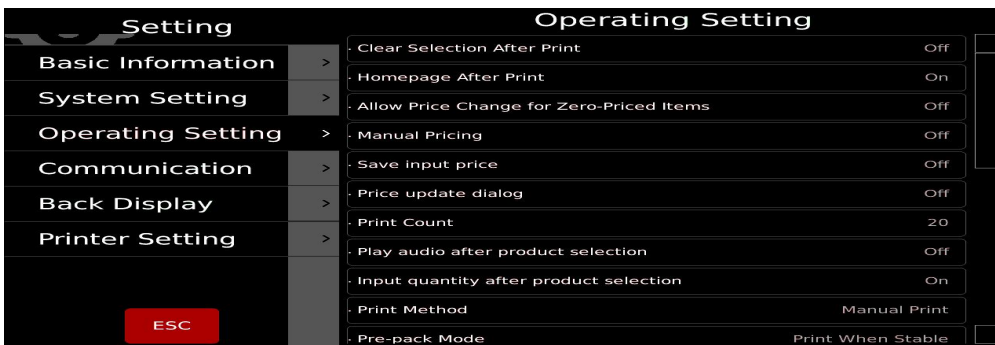 Setting
Operating Setting
Basic Information >
System Setting >
Operating Setting >
Communication >
Back Display >
Printer Setting >
ESC
· Clear Selection After Print Off
· Homepage After Print On
· Allow Price Change for Zero-Priced Items Off
· Manual Pricing Off
· Save input price Off
· Price update dialog Off
· Print Count 20
· Play audio after product selection Off
· Input quantity after product selection On
· Print Method Manual Print
· Pre-pack Mode Print When Stable